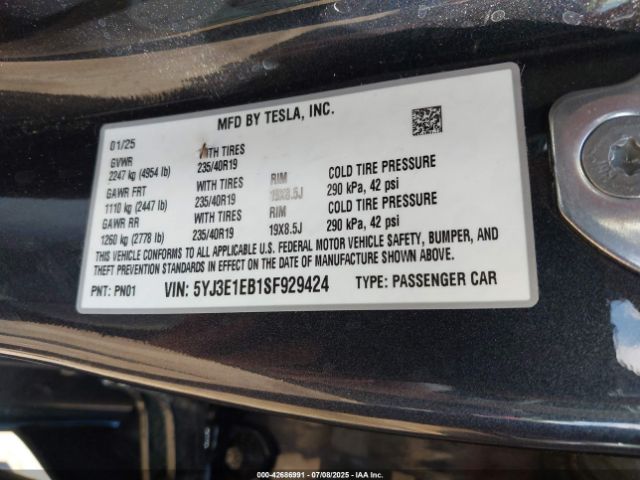 MFD BY TESLA, INC.
01/25
GVWR WITH TIRES
2247 kg (4954 lb) 235/40R19
GAWR FRT WITH TIRES RIM COLD TIRE PRESSURE
1110 kg (2447 lb) 235/40R19 19X8.5J 290 kPa, 42 psi
GAWR RR WITH TIRES RIM COLD TIRE PRESSURE
1260 kg (2778 lb) 235/40R19 19X8.5J 290 kPa, 42 psi
THIS VEHICLE CONFORMS TO ALL APPLICABLE U.S. FEDERAL MOTOR VEHICLE SAFETY, BUMPER, AND
THEFT PREVENTION STANDARDS IN EFFECT ON THE DATE OF MANUFACTURE SHOWN ABOVE.
PNT: PN01 VIN: 5YJ3E1EB1SF929424 TYPE: PASSENGER CAR
000-42686991 - 07/08/2025 - IAA Inc.